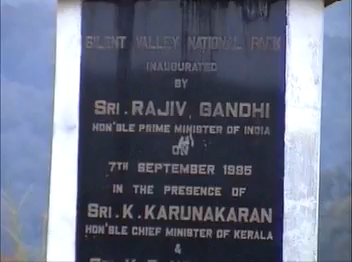 SILENT VALLEY NATIONAL PARK
INAUGURATED
BY
SRI. RAJIV GANDHI
HON'BLE PRIME MINISTER OF INDIA
ON
7TH SEPTEMBER 1985
IN THE PRESENCE OF
SRI. K. KARUNAKARAN
HON'BLE CHIEF MINISTER OF KERALA
&